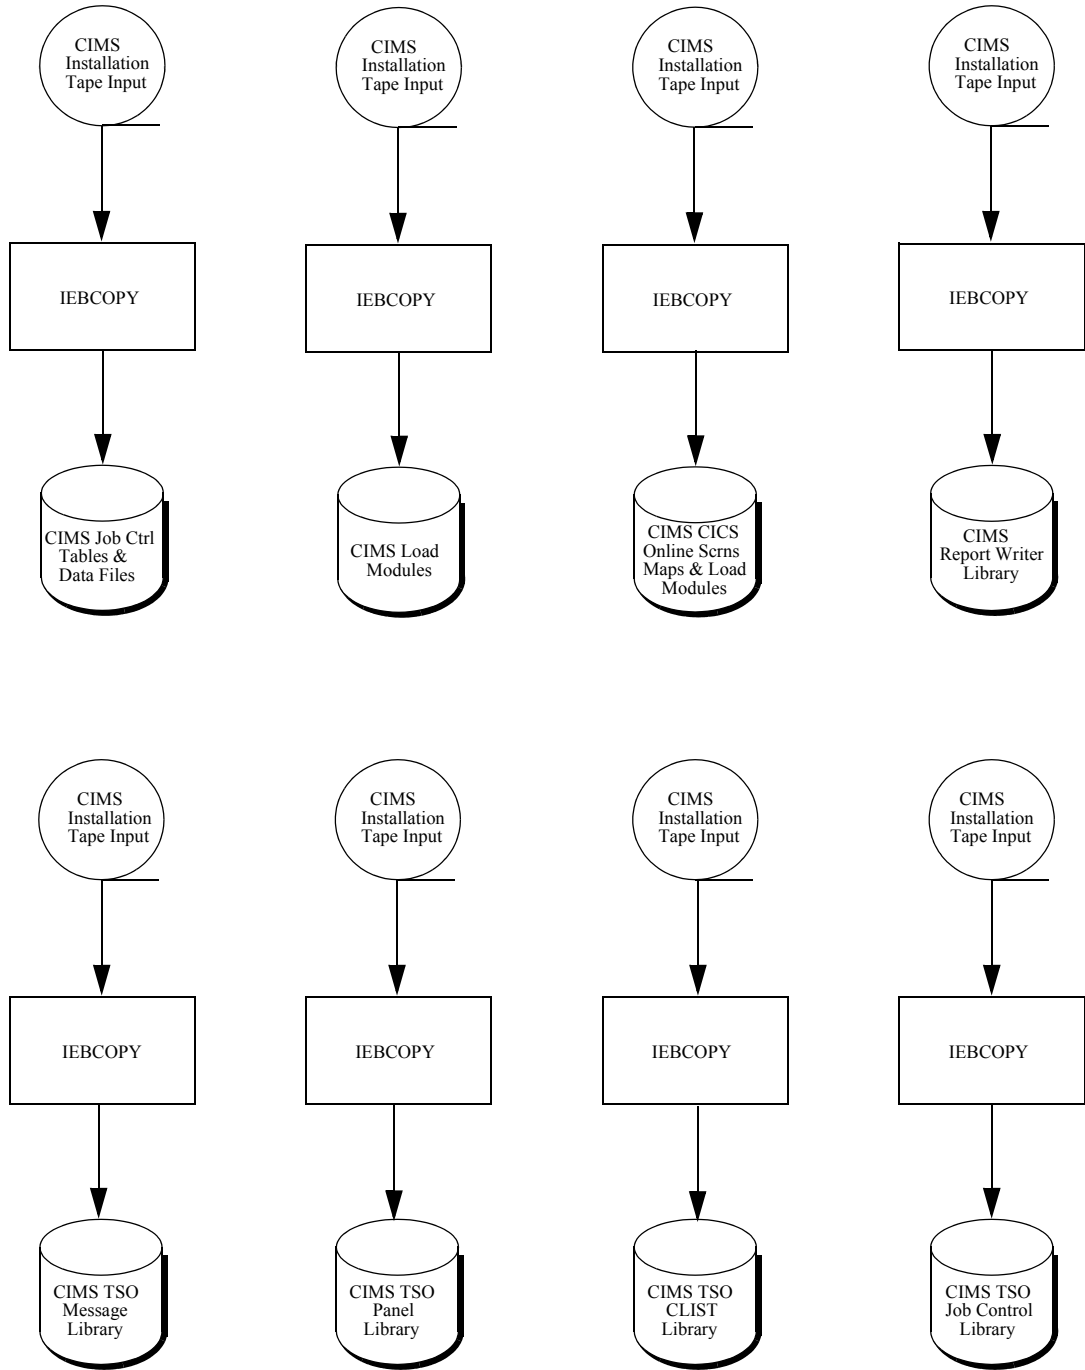 CIMS
Installation
Tape Input
CIMS
Installation
Tape Input
CIMS
Installation
Tape Input
CIMS
Installation
Tape Input
IEBCOPY
IEBCOPY
IEBCOPY
IEBCOPY
CIMS Job Ctrl
Tables &
Data Files
CIMS Load
Modules
CIMS CICS
Online Scrns
Maps & Load
Modules
CIMS
Report Writer
Library
CIMS
Installation
Tape Input
CIMS
Installation
Tape Input
CIMS
Installation
Tape Input
CIMS
Installation
Tape Input
IEBCOPY
IEBCOPY
IEBCOPY
IEBCOPY
CIMS TSO
Message
Library
CIMS TSO
Panel
Library
CIMS TSO
CLIST
Library
CIMS TSO
Job Control
Library